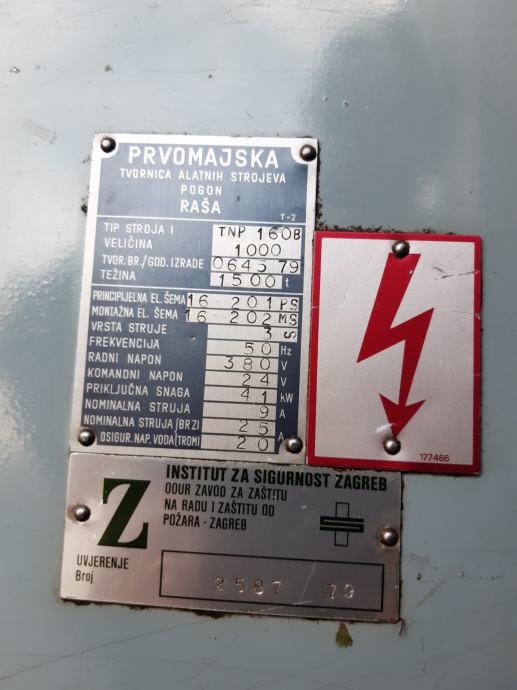 PRVOMAJSKA
TVORNICA ALATNIH STROJEVA
POGON
RAŠA
T-2
TIP STROJA I TNP 160B
VELIČINA 1000
TVOR. BR./GOD. IZRADE 0645 79
TEŽINA 1.500 t
PRINCIPIJELNA EL. ŠEMA 16-201 PS
MONTAŽNA EL. ŠEMA 16-202 MS
VRSTA STRUJE 3 S
FREKVENCIJA 50 Hz
RADNI NAPON 380 V
KOMANDNI NAPON 24 V
PRIKLJUČNA SNAGA 41 kW
NOMINALNA STRUJA 9 A
NOMINALNA STRUJA/BRZI 25
OSIGUR. NAP. VODA/TROMI 20 A
177466
Z
INSTITUT ZA SIGURNOST ZAGREB
OOUR ZAVOD ZA ZAŠTITU
NA RADU I ZAŠTITU OD
POŽARA - ZAGREB
UVJERENJE
Broj 2587 79